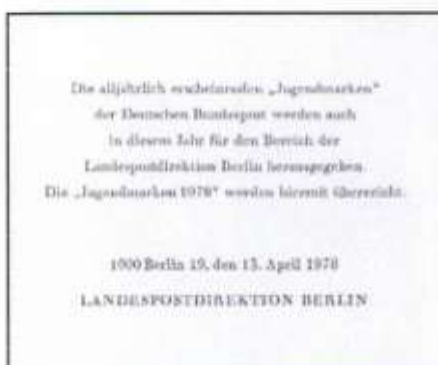 Die alljährlich erscheinenden „Jugendmarken“
der Deutschen Bundespost werden auch
in diesem Jahr für den Bereich der
Landespostdirektion Berlin herausgegeben.
Die „Jugendmarken 1978“ werden hiermit überreicht.
1000 Berlin 19, den 13. April 1978
LANDESPOSTDIREKTION BERLIN